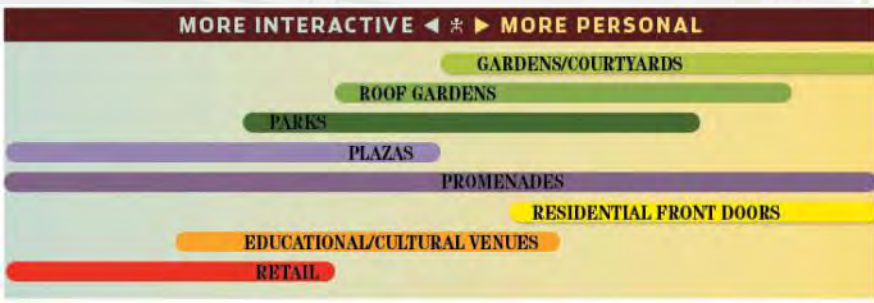 MORE INTERACTIVE ◄ ► MORE PERSONAL
GARDENS/COURTYARDS
ROOF GARDENS
PARKS
PLAZAS
PROMENADES
RESIDENTIAL FRONT DOORS
EDUCATIONAL/CULTURAL VENUES
RETAIL